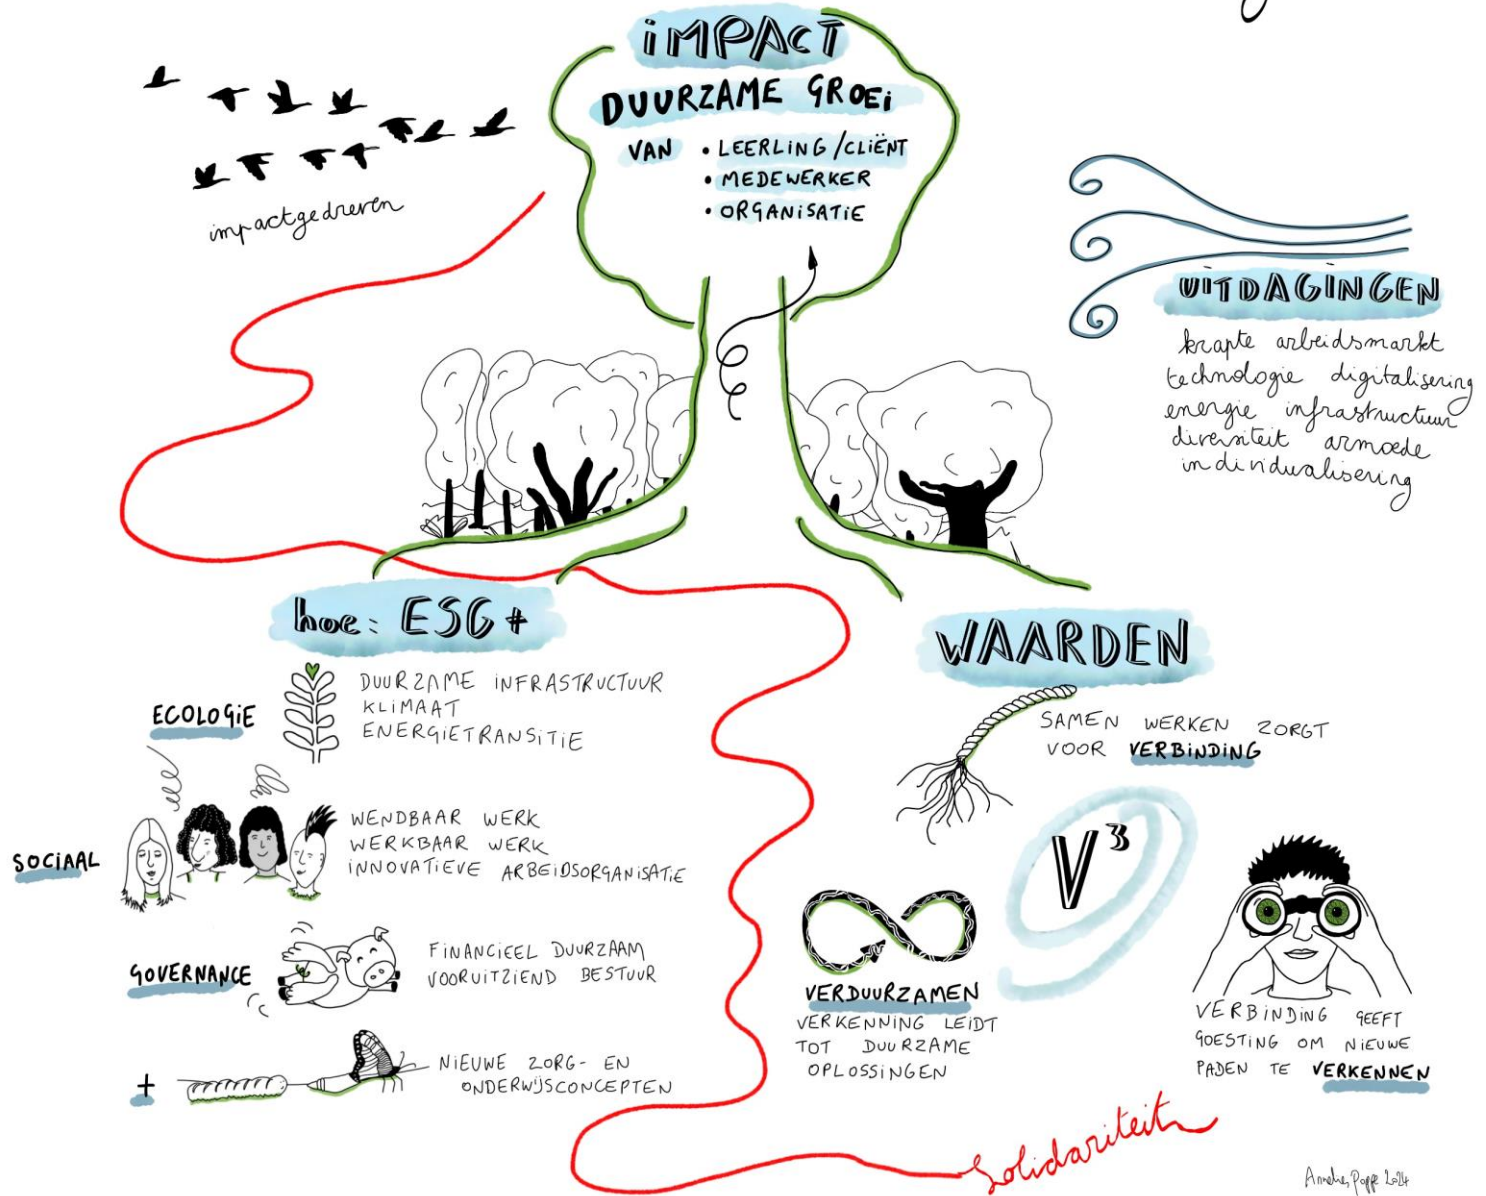 iMPACT
DUURZAME GROEi
VAN • LEERLiNG/CLiËNT
• MEDEWERKER
• ORGANiSATiE
impactgedreven
UiTDAGiNGEN
krapte arbeidsmarkt
technologie digitalisering
energie infrastructuur
diversiteit armoede
individualisering
hoe: ESG+
ECOLOGiE
DUURZAME iNFRASTRUCTUUR
KLiMAAT
ENERGiETRANSiTiE
SOCiAAL
WENDBAAR WERK
WERKBAAR WERK
iNNOVATiEVE ARBEiDSORGANiSATiE
GOVERNANCE
FiNANCiEEL DUURZAAM
VOORUiTZiEND BESTUUR
+
NiEUWE ZORG- EN
ONDERWiJSCONCEPTEN
WAARDEN
SAMEN WERKEN ZORGT
VOOR VERBiNDiNG
V³
VERDUURZAMEN
VERKENNiNG LEiDT
TOT DUURZAME
OPLOSSiNGEN
VERBiNDiNG GEEFT
GOESTiNG OM NiEUWE
PADEN TE VERKENNEN
Solidariteit
2024